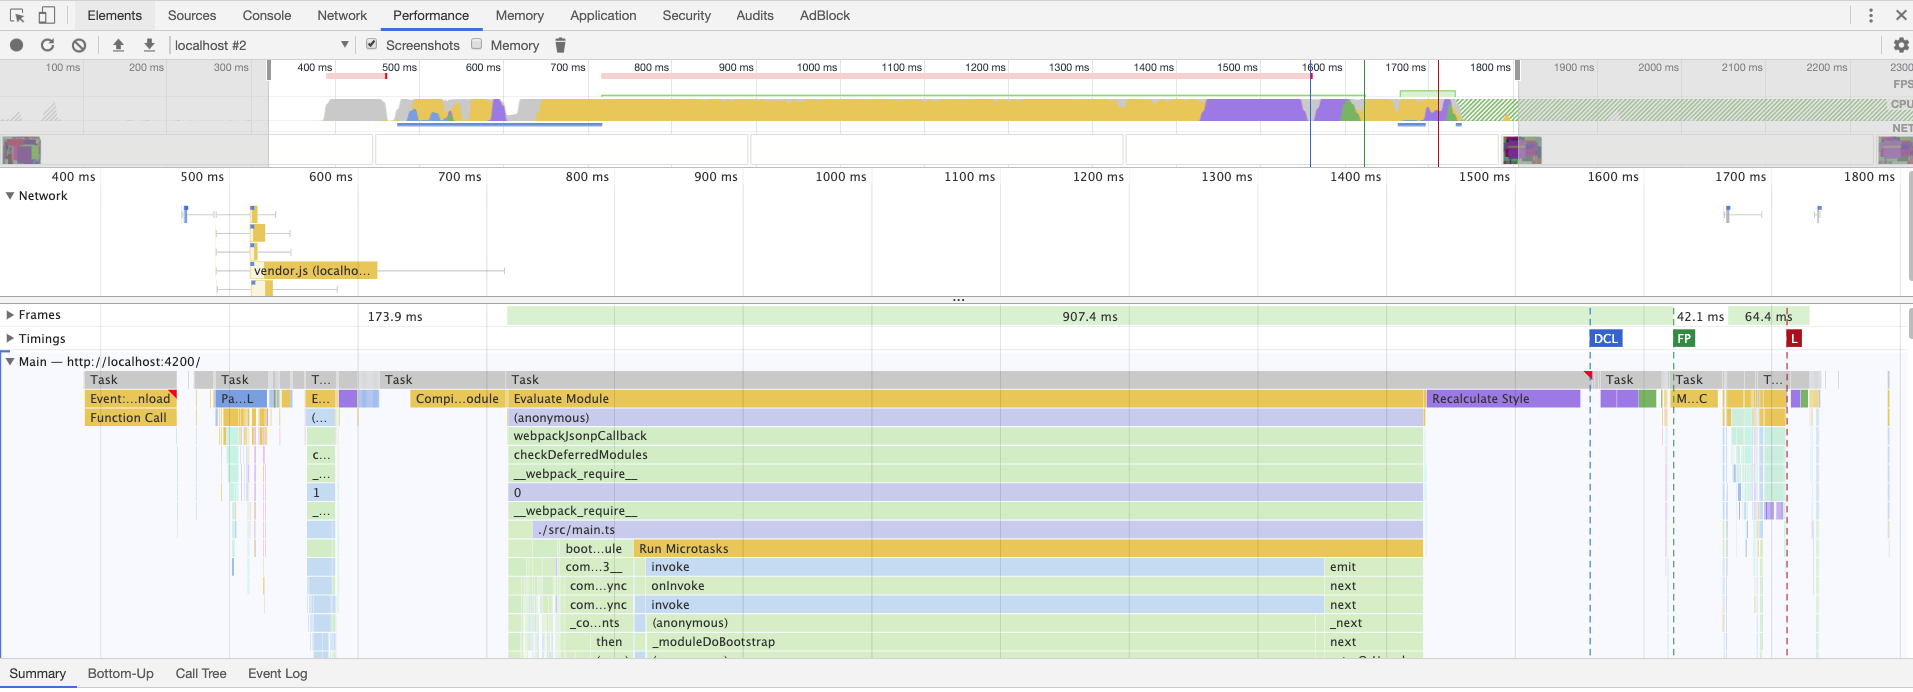 Elements Sources Console Network Performance Memory Application Security Audits AdBlock
localhost #2 Screenshots Memory
100 ms 200 ms 300 ms 400 ms 500 ms 600 ms 700 ms 800 ms 900 ms 1000 ms 1100 ms 1200 ms 1300 ms 1400 ms 1500 ms 1600 ms 1700 ms 1800 ms 1900 ms 2000 ms 2100 ms 2200 ms 2300
FPS
CPU
NET
400 ms 500 ms 600 ms 700 ms 800 ms 900 ms 1000 ms 1100 ms 1200 ms 1300 ms 1400 ms 1500 ms 1600 ms 1700 ms 1800 ms
Network
vendor.js (localho...
...
Frames 173.9 ms 907.4 ms 42.1 ms 64.4 ms
Timings DCL FP L
Main — http://localhost:4200/
Task Task T... Task Task Task Task T...
Event:...nload Pa...L E... Compi...odule Evaluate Module Recalculate Style M...C
Function Call (... (anonymous)
webpackJsonpCallback
c... checkDeferredModules
_... __webpack_require__
1 0
_... __webpack_require__
./src/main.ts
boot...ule Run Microtasks
com...3__ invoke emit
com...ync onInvoke next
com...ync invoke next
_co...nts (anonymous) _next
then _moduleDoBootstrap next
Summary Bottom-Up Call Tree Event Log